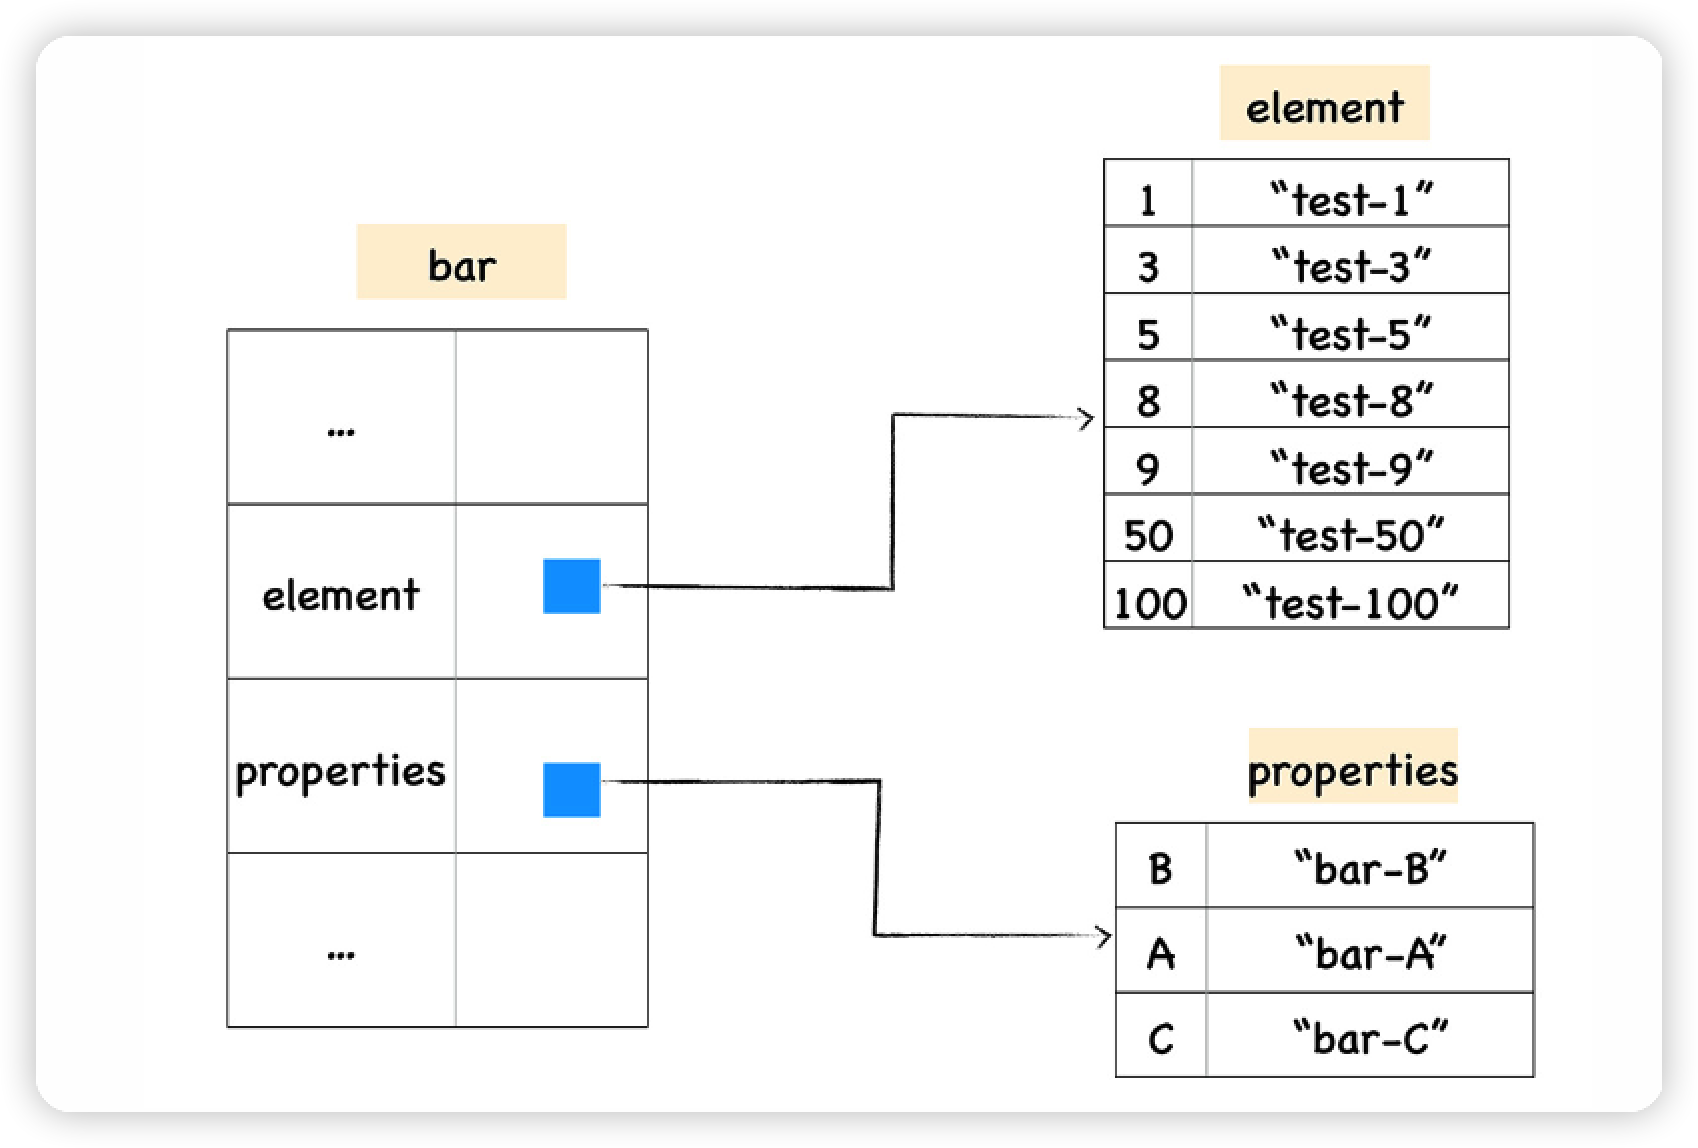 bar
...
element
properties
...
element
1 “test-1”
3 “test-3”
5 “test-5”
8 “test-8”
9 “test-9”
50 “test-50”
100 “test-100”
properties
B “bar-B”
A “bar-A”
C “bar-C”